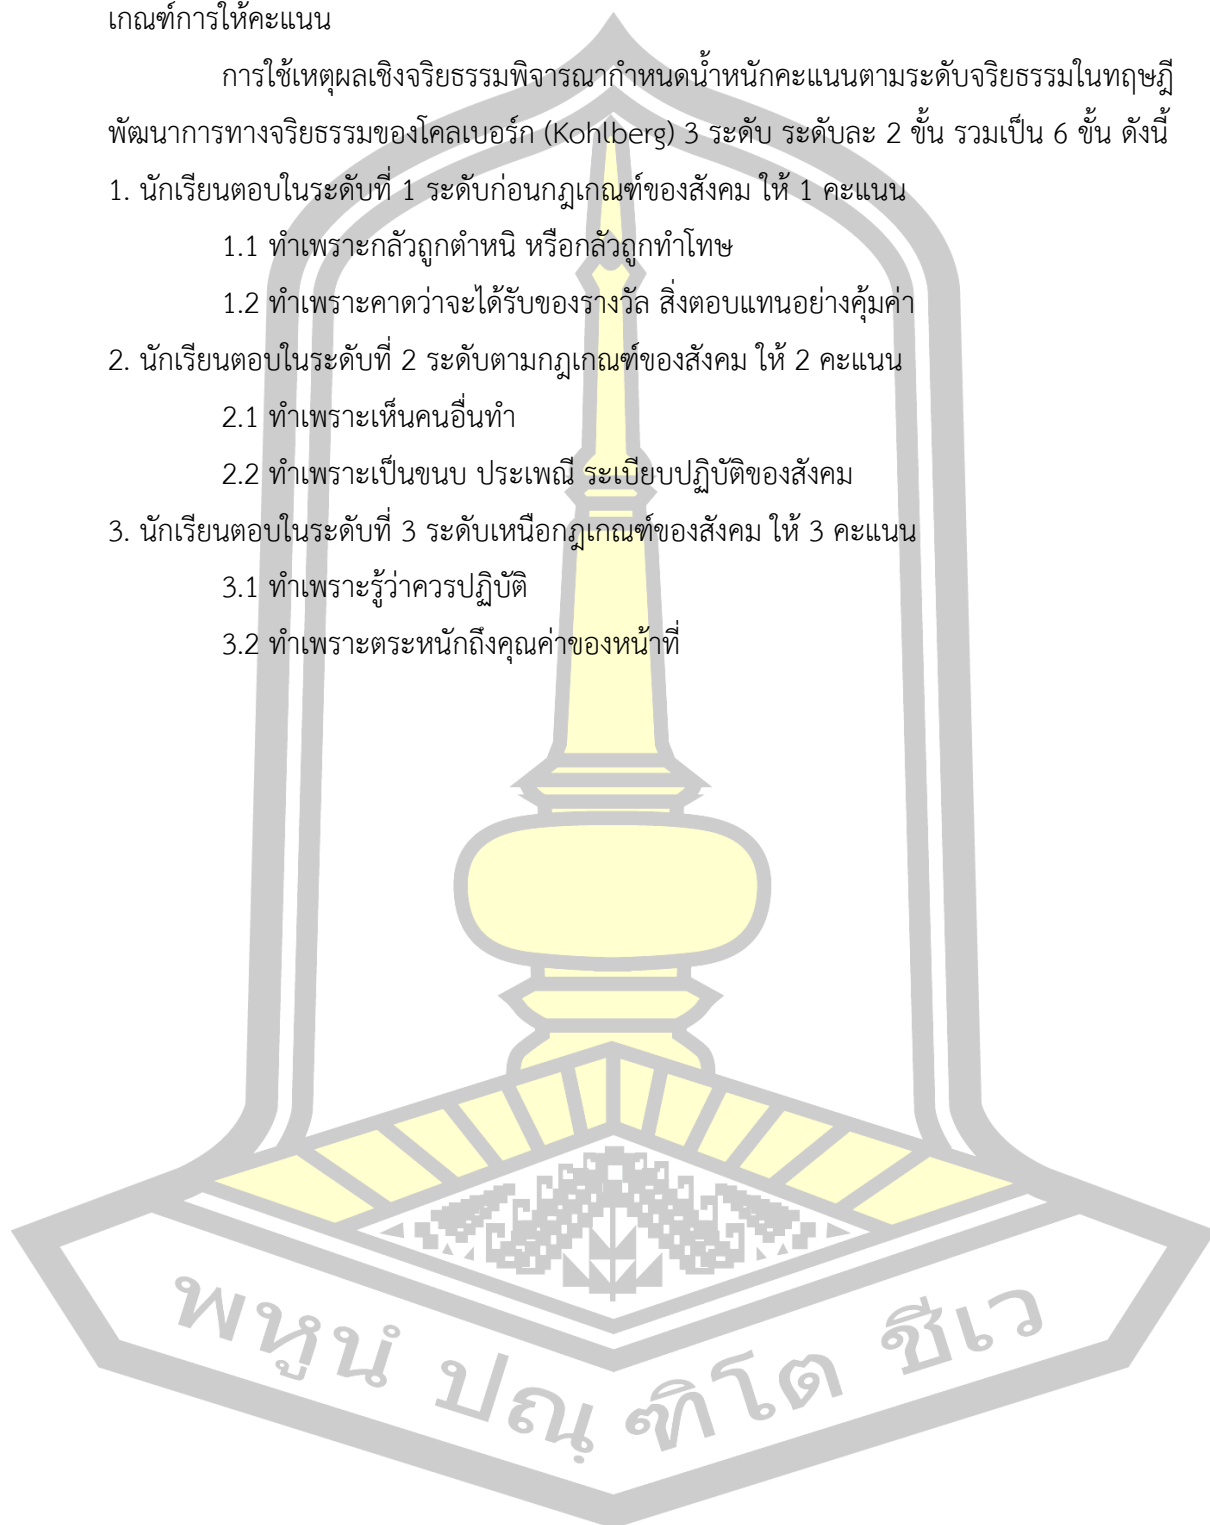 เกณฑ์การให้คะแนน
การใช้เหตุผลเชิงจริยธรรมพิจารณากำหนดน้ำหนักคะแนนตามระดับจริยธรรมในทฤษฎี
พัฒนาการทางจริยธรรมของโคลเบอร์ก (Kohlberg) 3 ระดับ ระดับละ 2 ขั้น รวมเป็น 6 ขั้น ดังนี้
1. นักเรียนตอบในระดับที่ 1 ระดับก่อนกฎเกณฑ์ของสังคม ให้ 1 คะแนน
1.1 ทำเพราะกลัวถูกตำหนิ หรือกลัวถูกทำโทษ
1.2 ทำเพราะคาดว่าจะได้รับของรางวัล สิ่งตอบแทนอย่างคุ้มค่า
2. นักเรียนตอบในระดับที่ 2 ระดับตามกฎเกณฑ์ของสังคม ให้ 2 คะแนน
2.1 ทำเพราะเห็นคนอื่นทำ
2.2 ทำเพราะเป็นขนบ ประเพณี ระเบียบปฏิบัติของสังคม
3. นักเรียนตอบในระดับที่ 3 ระดับเหนือกฎเกณฑ์ของสังคม ให้ 3 คะแนน
3.1 ทำเพราะรู้ว่าควรปฏิบัติ
3.2 ทำเพราะตระหนักถึงคุณค่าของหน้าที่
พหูนํ ปณฺฑิโต ชีเว